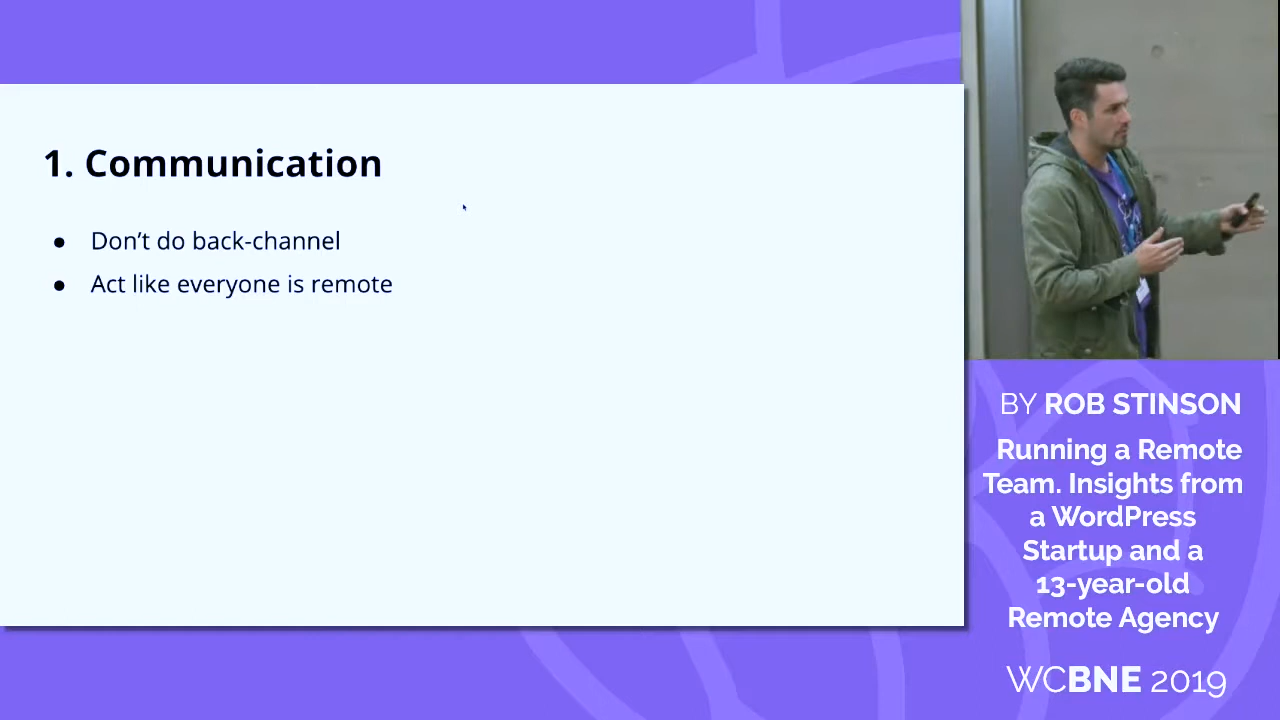 1. Communication
● Don’t do back-channel
● Act like everyone is remote
BY ROB STINSON
Running a Remote
Team. Insights from
a WordPress
Startup and a
13-year-old
Remote Agency
WCBNE 2019